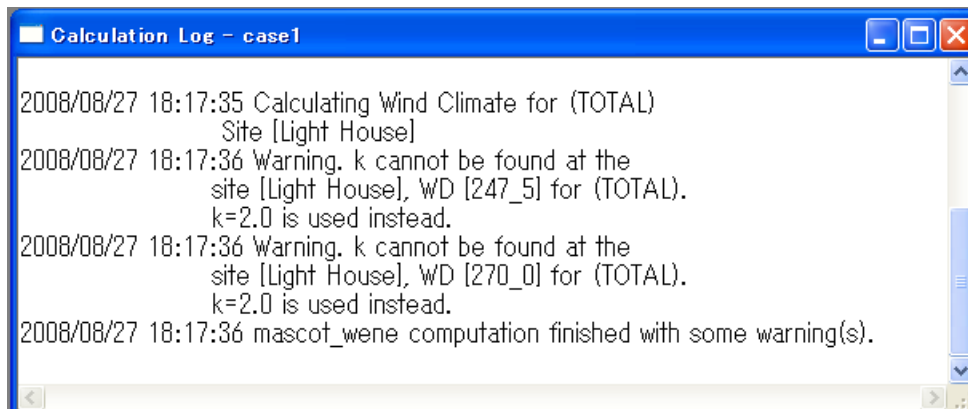 Calculation Log - case1
2008/08/27 18:17:35 Calculating Wind Climate for (TOTAL)
Site [Light House]
2008/08/27 18:17:36 Warning. k cannot be found at the
site [Light House], WD [247_5] for (TOTAL).
k=2.0 is used instead.
2008/08/27 18:17:36 Warning. k cannot be found at the
site [Light House], WD [270_0] for (TOTAL).
k=2.0 is used instead.
2008/08/27 18:17:36 mascot_wene computation finished with some warning(s).